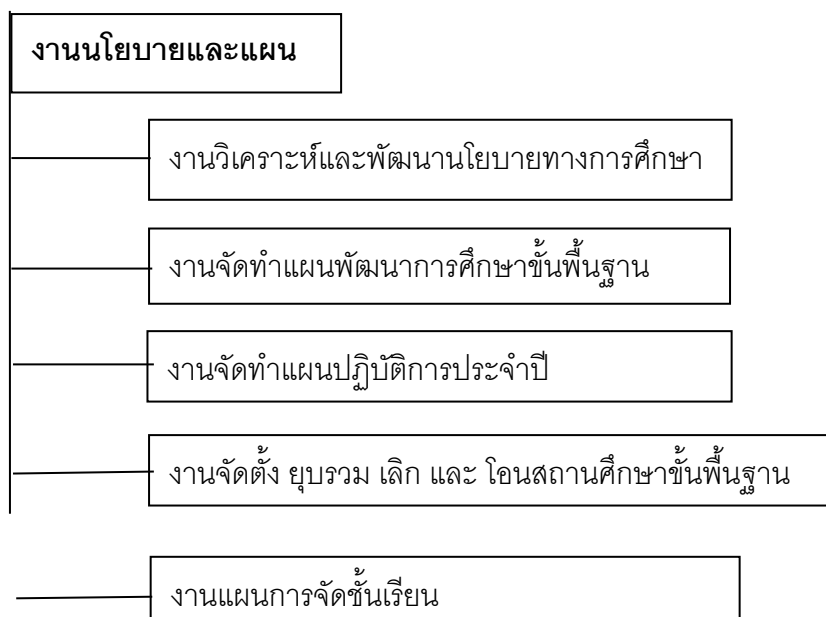 งานนโยบายและแผน
งานวิเคราะห์และพัฒนานโยบายทางการศึกษา
งานจัดทำแผนพัฒนาการศึกษาขั้นพื้นฐาน
งานจัดทำแผนปฏิบัติการประจำปี
งานจัดตั้ง ยุบรวม เลิก และ โอนสถานศึกษาขั้นพื้นฐาน
งานแผนการจัดชั้นเรียน